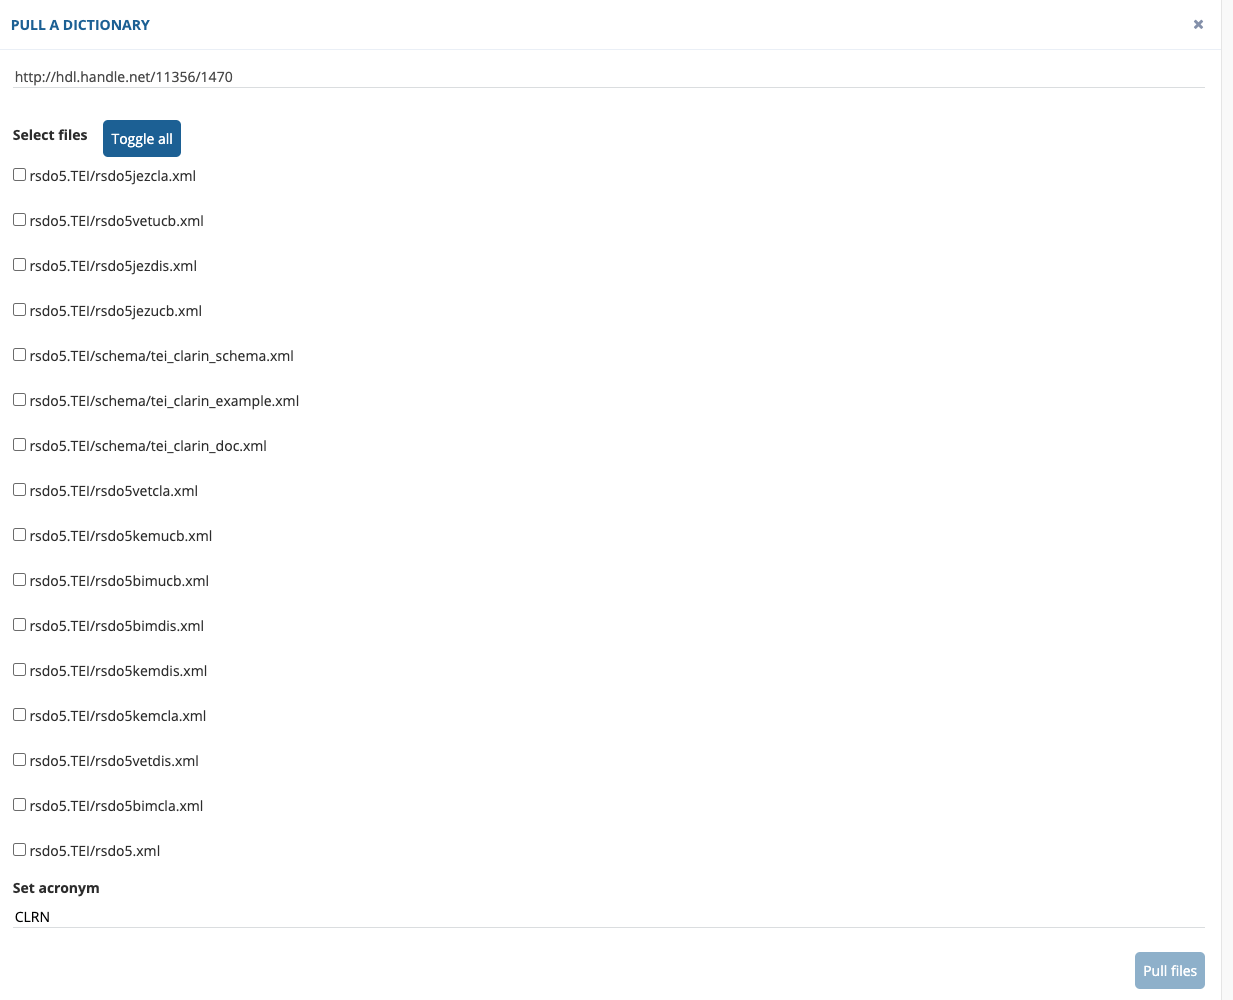 PULL A DICTIONARY
http://hdl.handle.net/11356/1470
Select files Toggle all
rsdo5.TEI/rsdo5jezcla.xml
rsdo5.TEI/rsdo5vetucb.xml
rsdo5.TEI/rsdo5jezdis.xml
rsdo5.TEI/rsdo5jezucb.xml
rsdo5.TEI/schema/tei_clarin_schema.xml
rsdo5.TEI/schema/tei_clarin_example.xml
rsdo5.TEI/schema/tei_clarin_doc.xml
rsdo5.TEI/rsdo5vetcla.xml
rsdo5.TEI/rsdo5kemucb.xml
rsdo5.TEI/rsdo5bimucb.xml
rsdo5.TEI/rsdo5bimdis.xml
rsdo5.TEI/rsdo5kemdis.xml
rsdo5.TEI/rsdo5kemcla.xml
rsdo5.TEI/rsdo5vetdis.xml
rsdo5.TEI/rsdo5bimcla.xml
rsdo5.TEI/rsdo5.xml
Set acronym
CLRN
Pull files